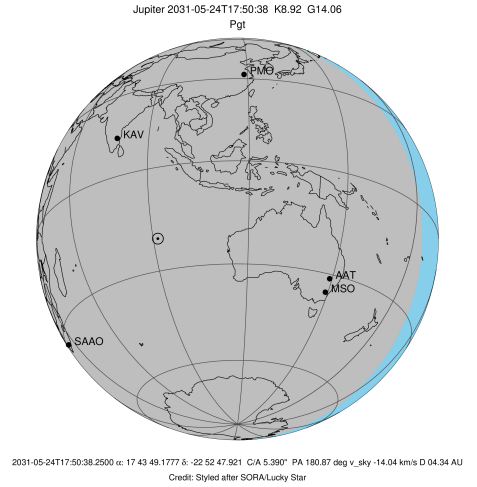 Jupiter 2031-05-24T17:50:38 K8.92 G14.06
Pgt
PMO
KAV
AAT
MSO
SAAO
2031-05-24T17:50:38.2500 α: 17 43 49.1777 δ: -22 52 47.921 C/A 5.390" PA 180.87 deg v_sky -14.04 km/s D 04.34 AU
Credit: Styled after SORA/Lucky Star